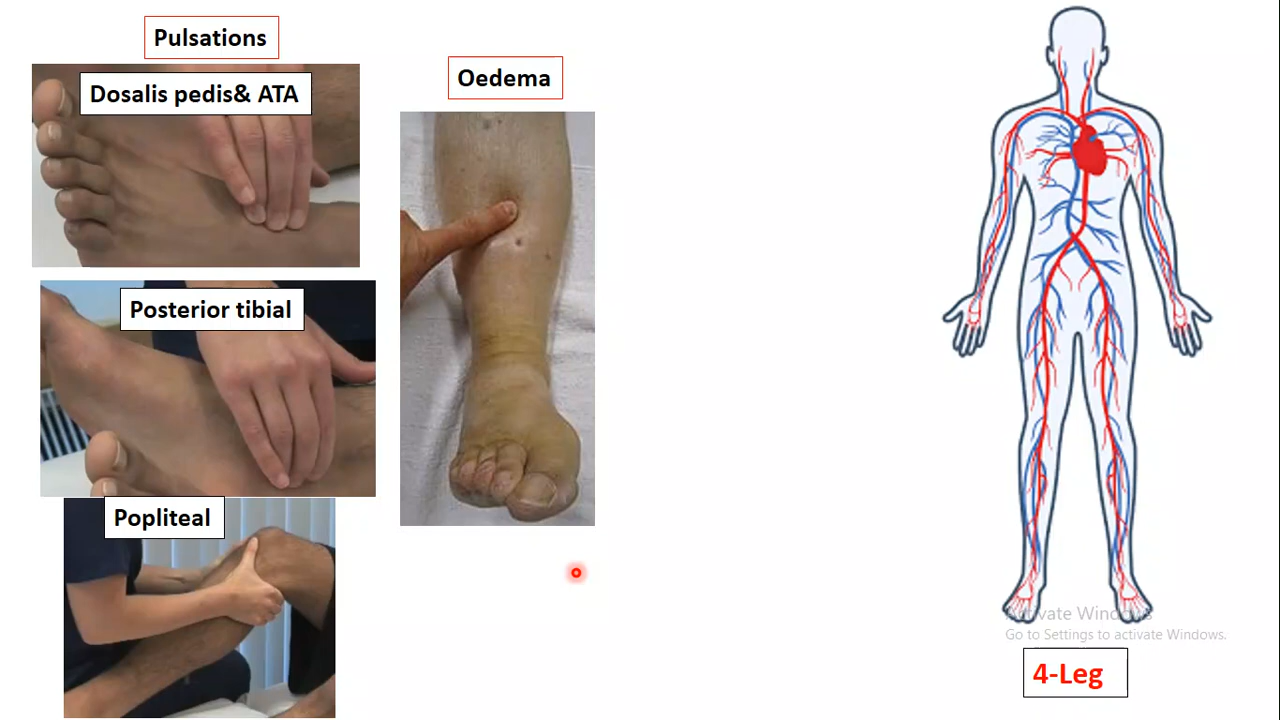 Pulsations
Dosalis pedis& ATA
Posterior tibial
Popliteal
Oedema
Activate Windows
Go to Settings to activate Windows.
4-Leg